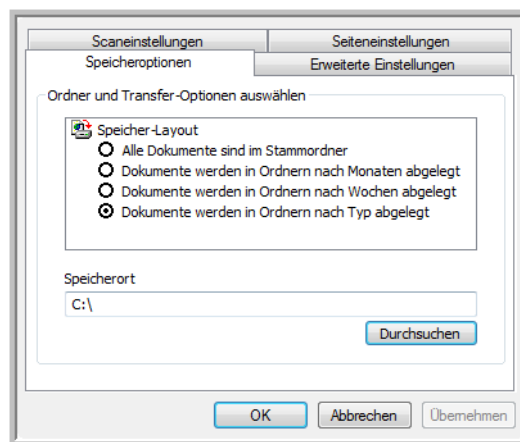 Scaneinstellungen
Seiteneinstellungen
Speicheroptionen
Erweiterte Einstellungen
Ordner und Transfer-Optionen auswählen
Speicher-Layout
Alle Dokumente sind im Stammordner
Dokumente werden in Ordnern nach Monaten abgelegt
Dokumente werden in Ordnern nach Wochen abgelegt
Dokumente werden in Ordnern nach Typ abgelegt
Speicherort
C:\
Durchsuchen
OK
Abbrechen
Übernehmen